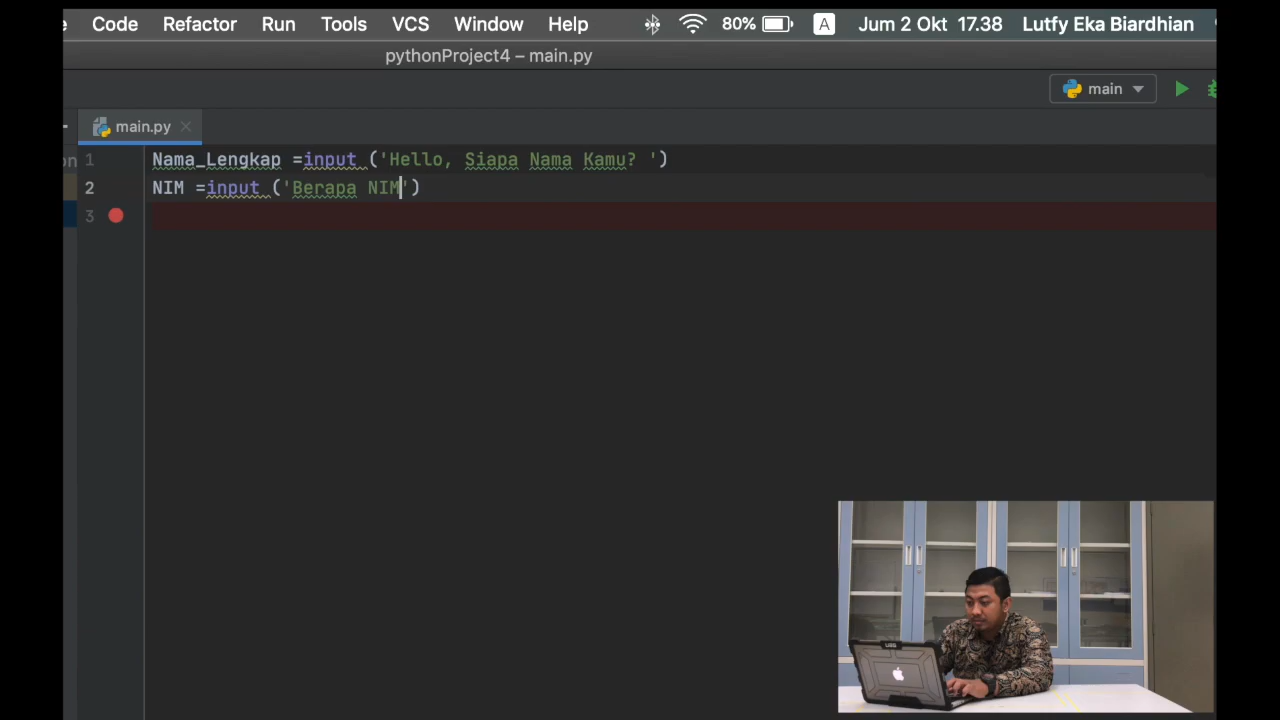 Code Refactor Run Tools VCS Window Help 80% A Jum 2 Okt 17.38 Lutfy Eka Biardhian
pythonProject4 – main.py
main
main.py
on
1 Nama_Lengkap =input ('Hello, Siapa Nama Kamu? ')
2 NIM =input ('Berapa NIM')
3